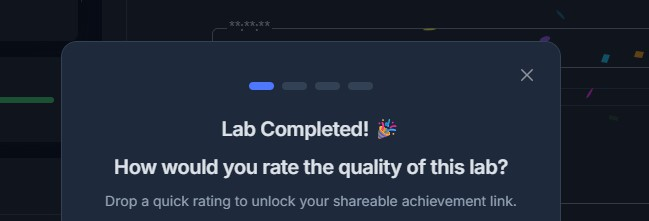 **.**.**
Lab Completed! 🎉
How would you rate the quality of this lab?
Drop a quick rating to unlock your shareable achievement link.